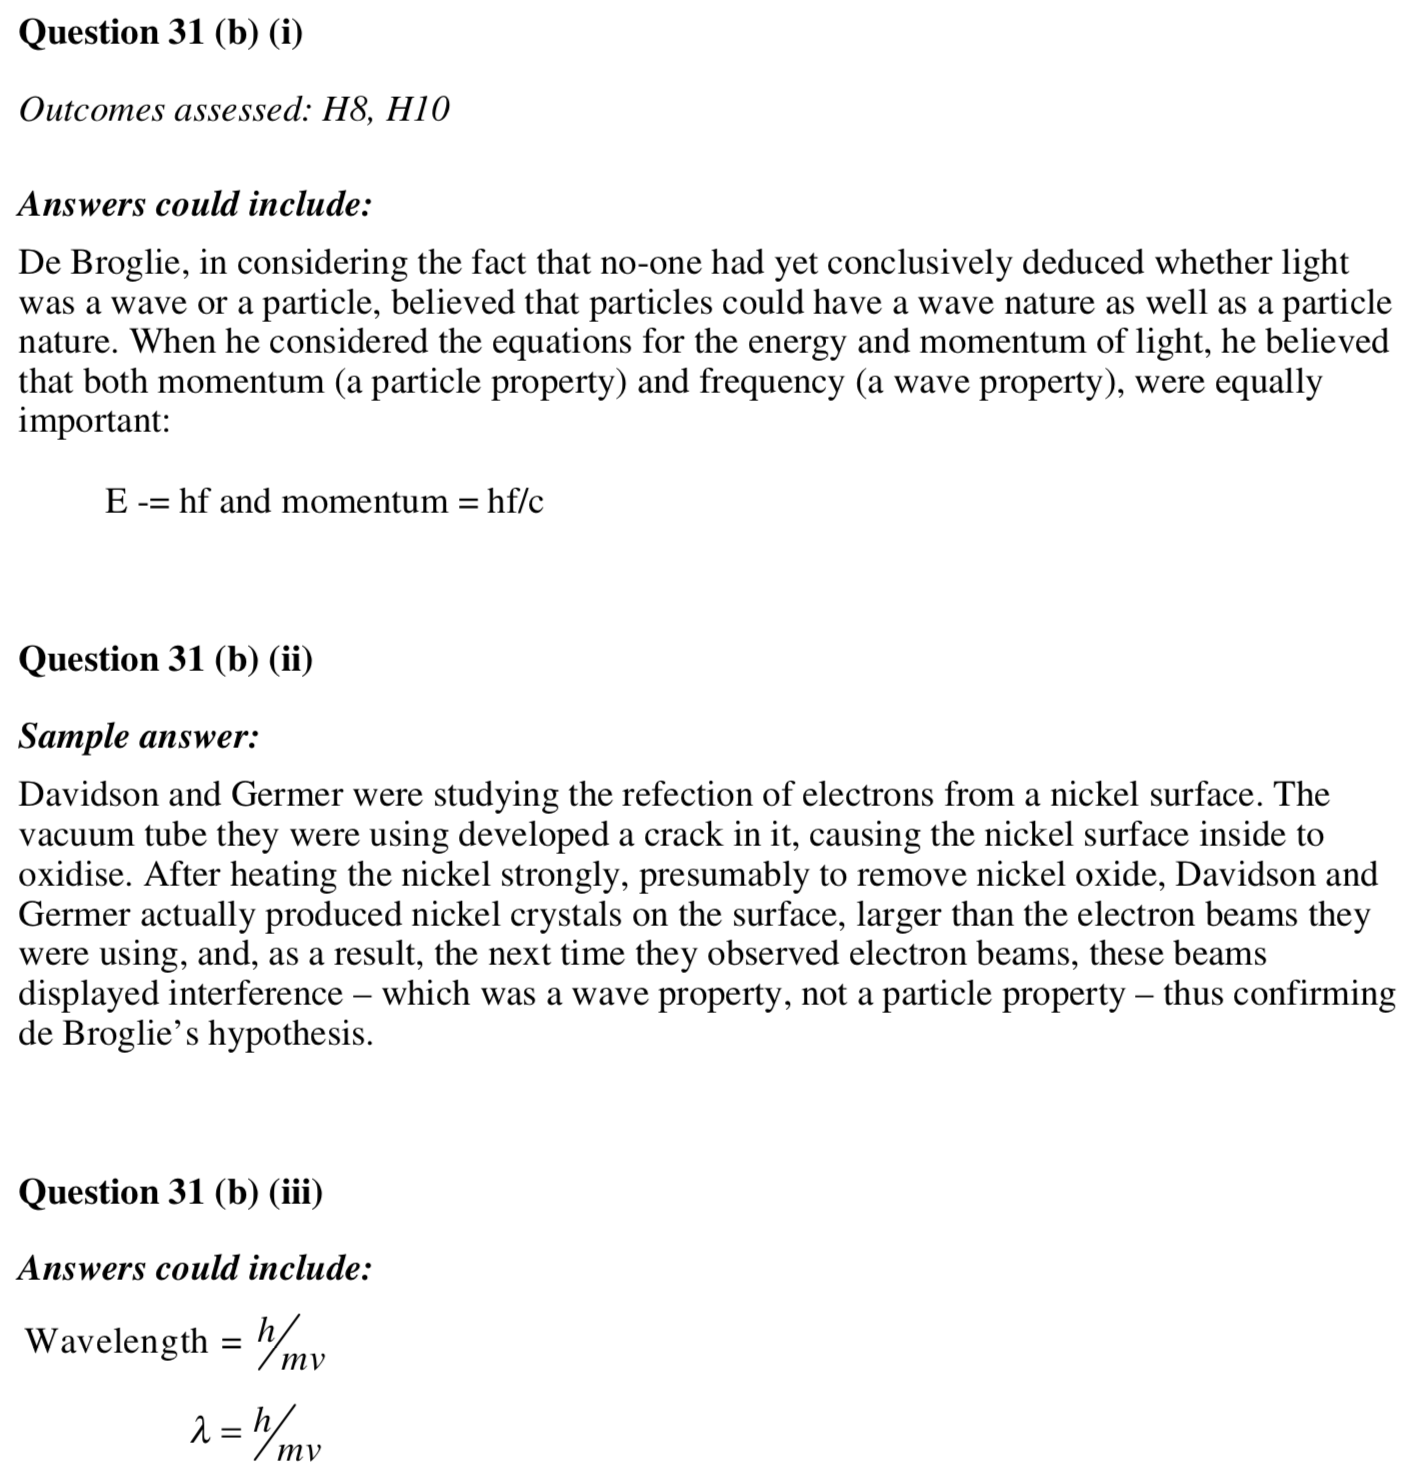 Question 31 (b) (i)
Outcomes assessed: H8, H10
Answers could include:
De Broglie, in considering the fact that no-one had yet conclusively deduced whether light
was a wave or a particle, believed that particles could have a wave nature as well as a particle
nature. When he considered the equations for the energy and momentum of light, he believed
that both momentum (a particle property) and frequency (a wave property), were equally
important:
E -= hf and momentum = hf/c
Question 31 (b) (ii)
Sample answer:
Davidson and Germer were studying the refection of electrons from a nickel surface. The
vacuum tube they were using developed a crack in it, causing the nickel surface inside to
oxidise. After heating the nickel strongly, presumably to remove nickel oxide, Davidson and
Germer actually produced nickel crystals on the surface, larger than the electron beams they
were using, and, as a result, the next time they observed electron beams, these beams
displayed interference – which was a wave property, not a particle property – thus confirming
de Broglie’s hypothesis.
Question 31 (b) (iii)
Answers could include:
Wavelength = h/mv
λ = h/mv